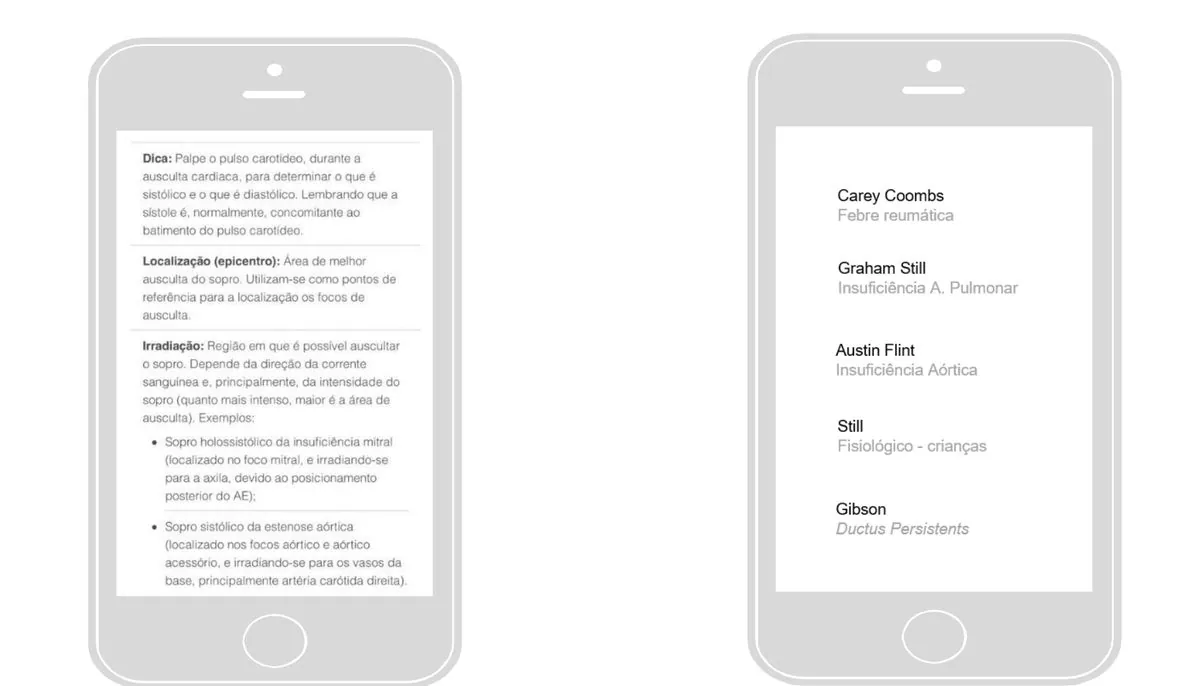 Dica: Palpe o pulso carotídeo, durante a
ausculta cardíaca, para determinar o que é
sistólico e o que é diastólico. Lembrando que a
sístole é, normalmente, concomitante ao
batimento do pulso carotídeo.
Localização (epicentro): Área de melhor
ausculta do sopro. Utilizam-se como pontos de
referência para a localização os focos de
ausculta.
Irradiação: Região em que é possível auscultar
o sopro. Depende da direção da corrente
sanguínea e, principalmente, da intensidade do
sopro (quanto mais intenso, maior é a área de
ausculta). Exemplos:
• Sopro holossistólico da insuficiência mitral
(localizado no foco mitral, e irradiando-se
para a axila, devido ao posicionamento
posterior do AE);
• Sopro sistólico da estenose aórtica
(localizado nos focos aórtico e aórtico
acessório, e irradiando-se para os vasos da
base, principalmente artéria carótida direita).
Carey Coombs
Febre reumática
Graham Still
Insuficiência A. Pulmonar
Austin Flint
Insuficiência Aórtica
Still
Fisiológico - crianças
Gibson
Ductus Persistents